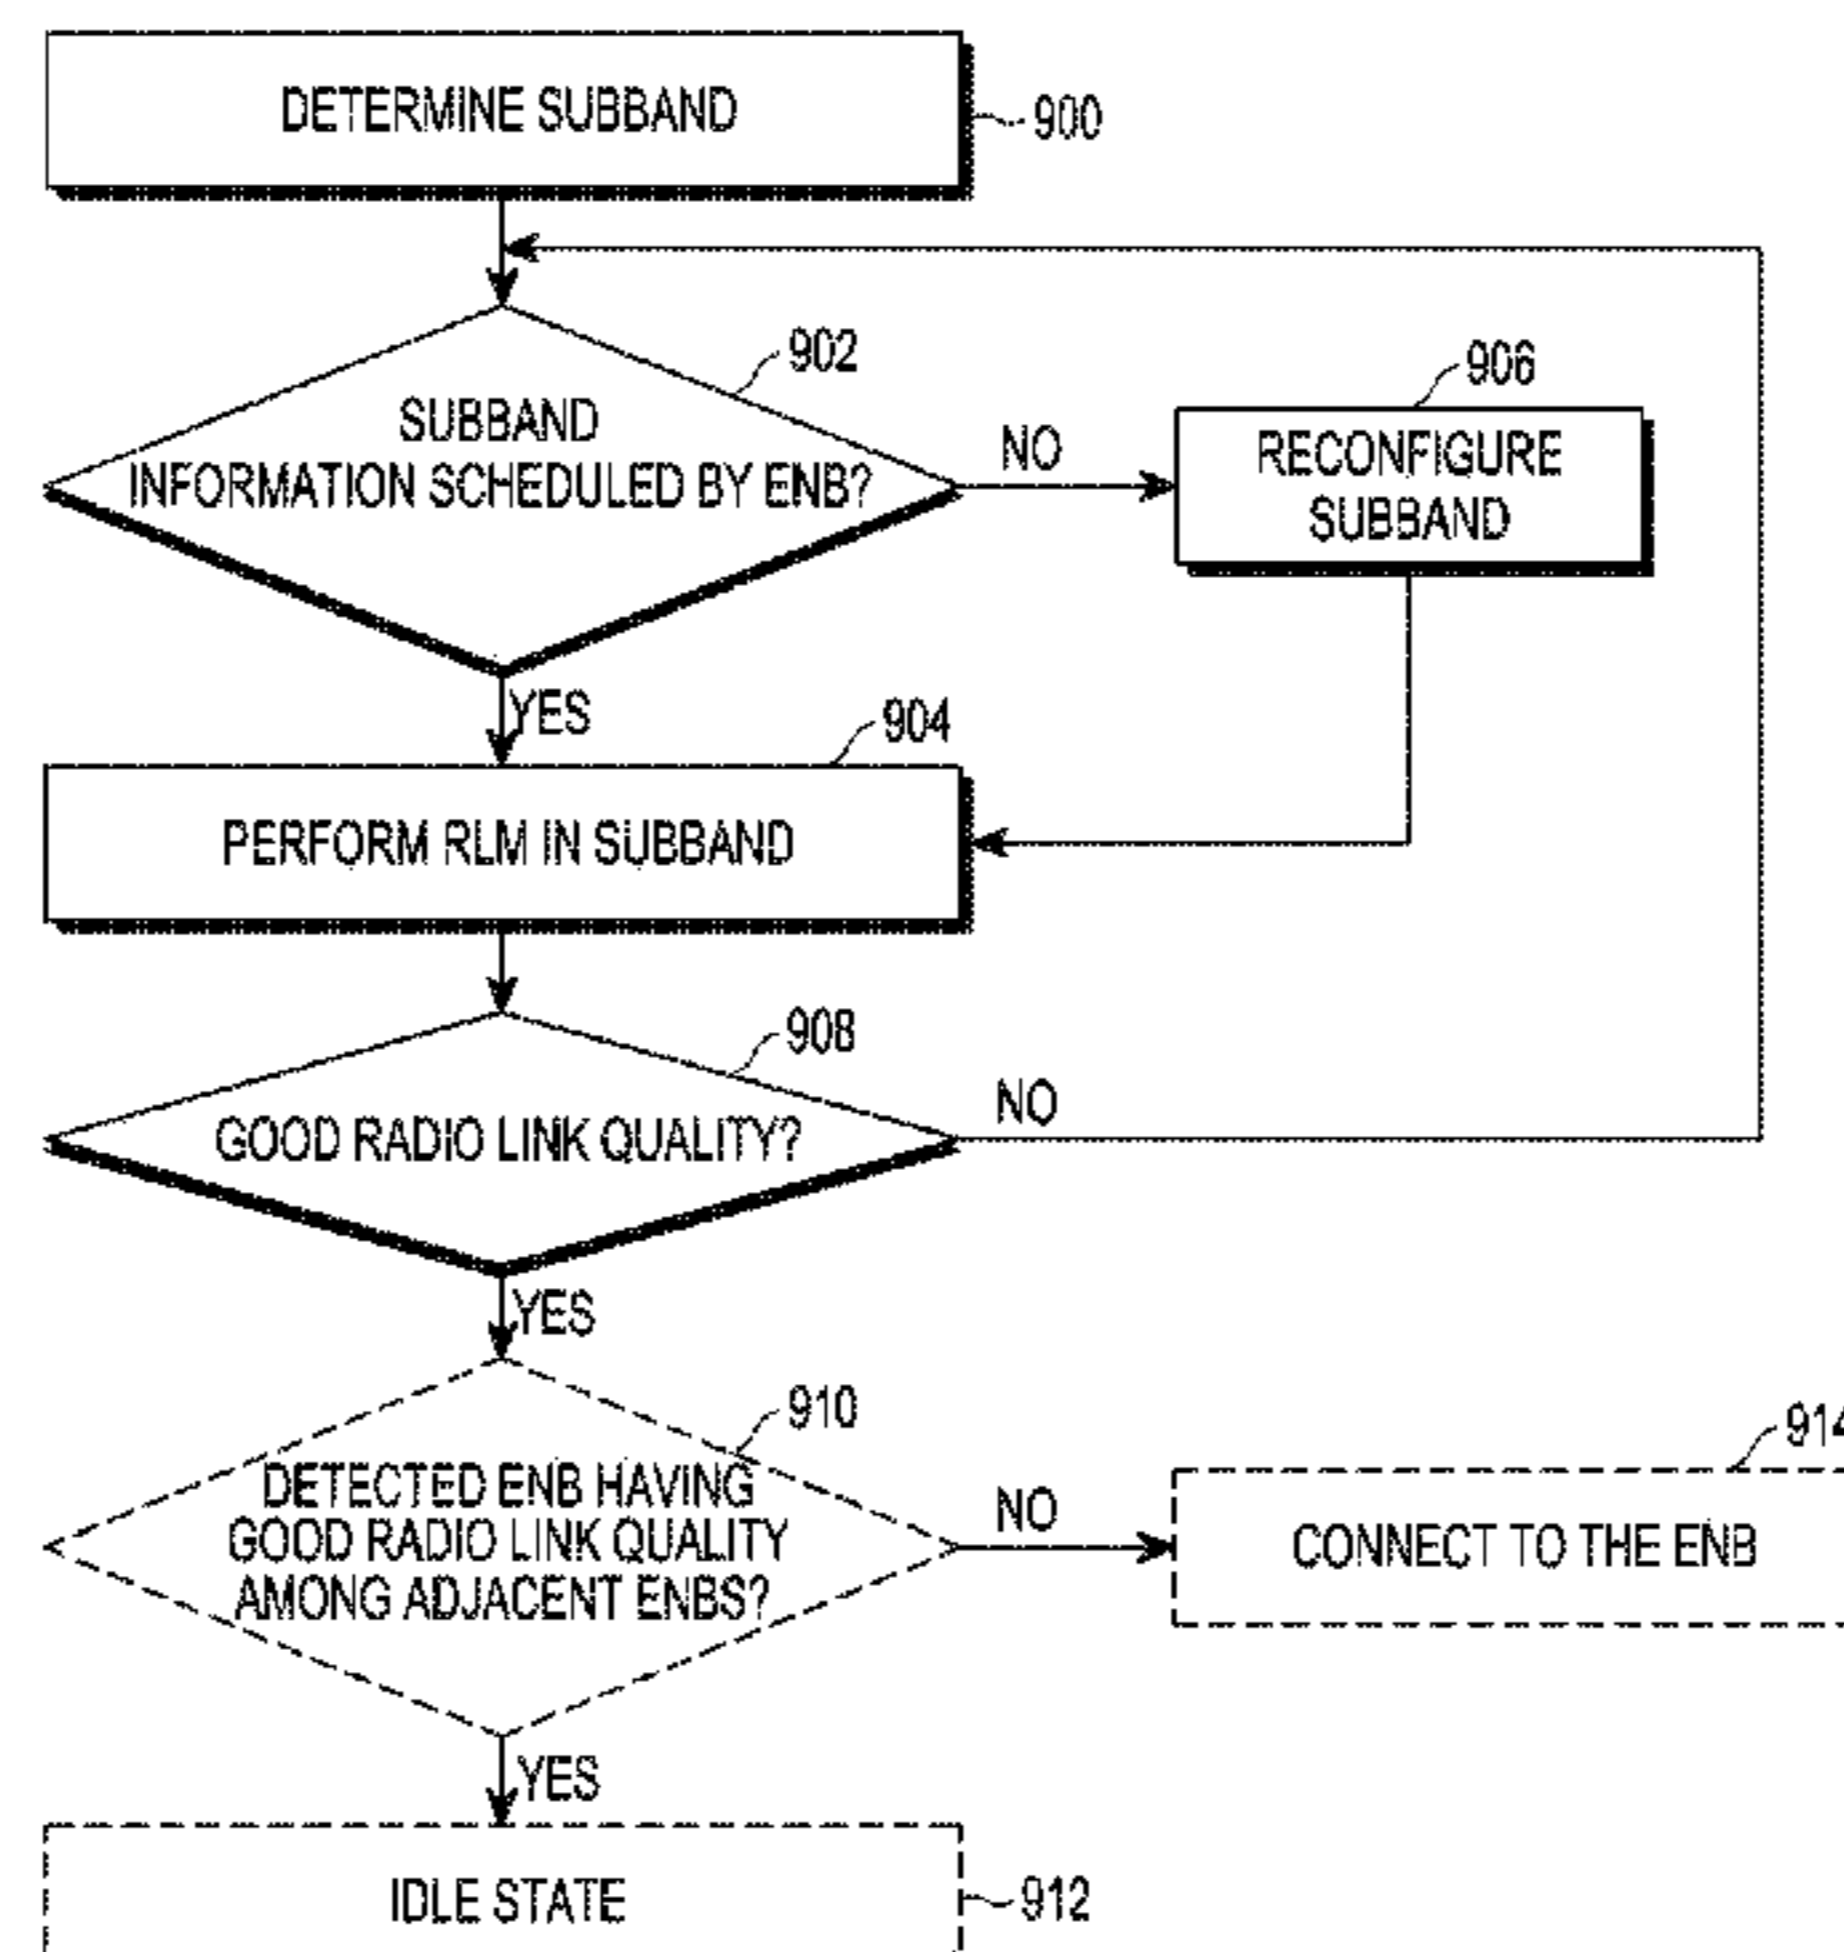 DETERMINE SUBBAND
900
902
SUBBAND
INFORMATION SCHEDULED BY ENB?
NO
906
RECONFIGURE
SUBBAND
YES
904
PERFORM RLM IN SUBBAND
908
GOOD RADIO LINK QUALITY?
NO
YES
910
DETECTED ENB HAVING
GOOD RADIO LINK QUALITY
AMONG ADJACENT ENBS?
NO
914
CONNECT TO THE ENB
YES
IDLE STATE
912